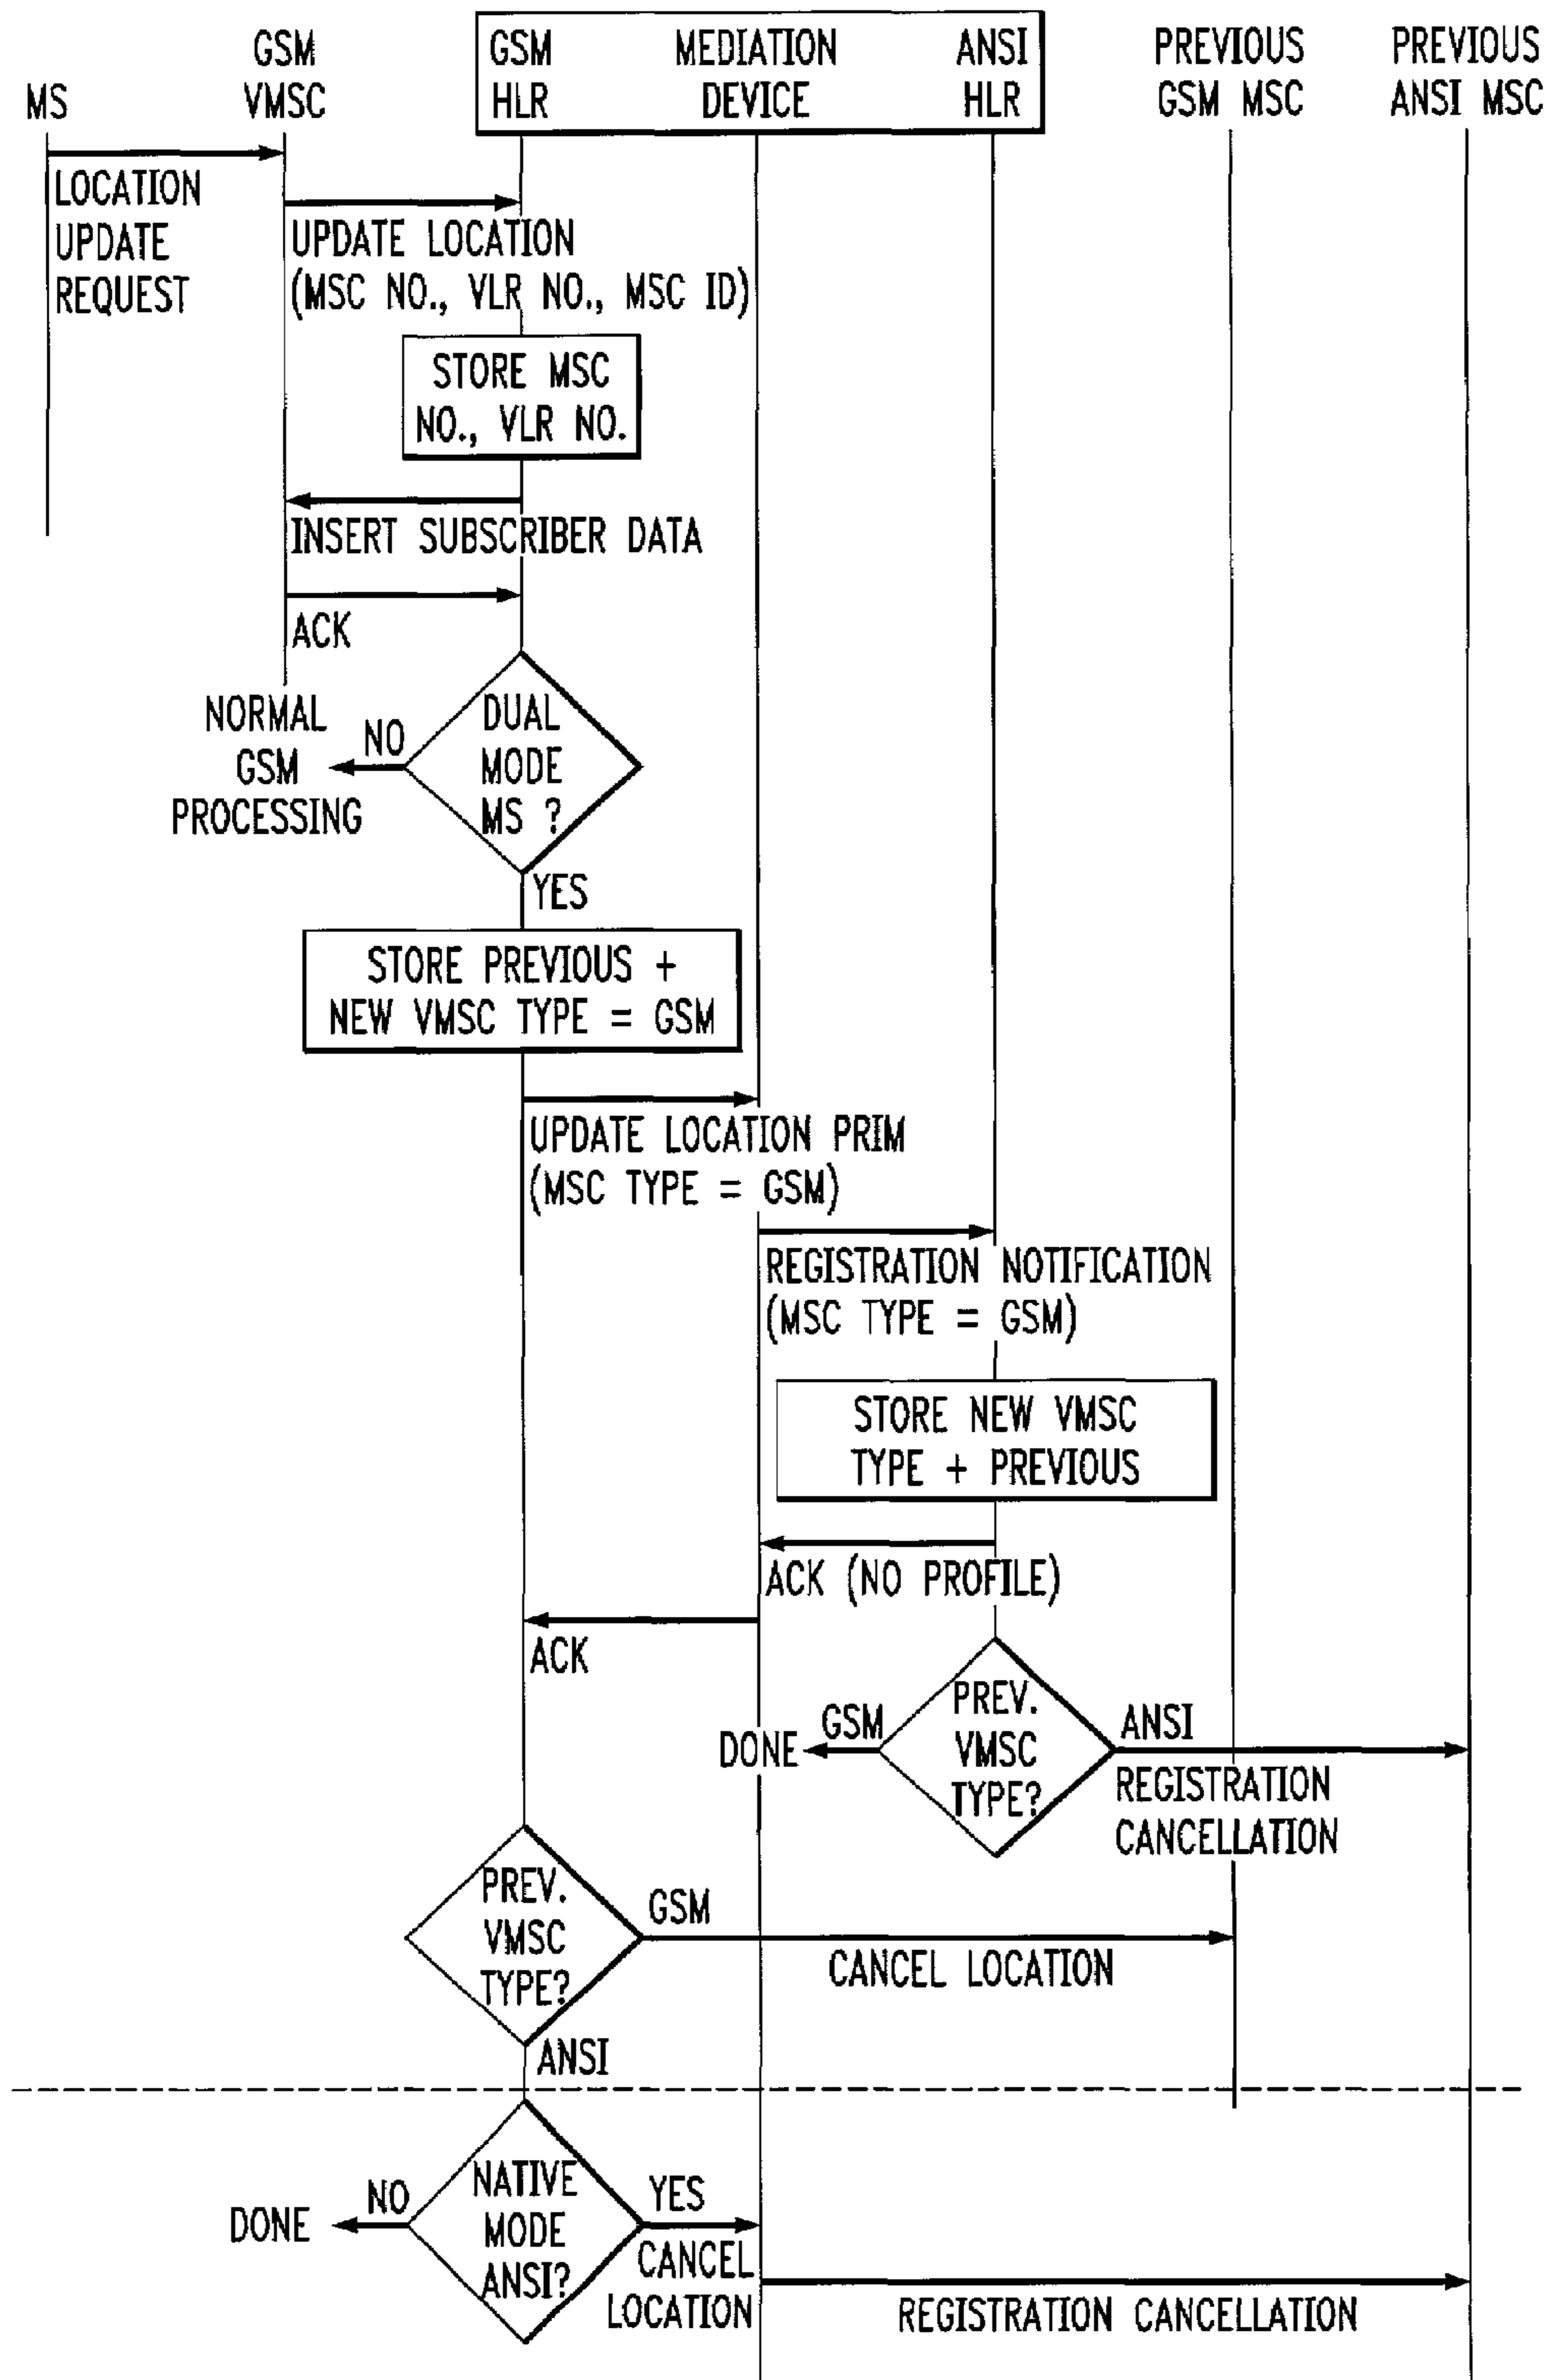 MS
GSM
VMSC
GSM
HLR
MEDIATION
DEVICE
ANSI
HLR
PREVIOUS
GSM MSC
PREVIOUS
ANSI MSC
LOCATION
UPDATE
REQUEST
UPDATE LOCATION
(MSC NO., VLR NO., MSC ID)
STORE MSC
NO., VLR NO.
INSERT SUBSCRIBER DATA
ACK
DUAL
MODE
MS ?
NO
NORMAL
GSM
PROCESSING
YES
STORE PREVIOUS +
NEW VMSC TYPE = GSM
UPDATE LOCATION PRIM
(MSC TYPE = GSM)
REGISTRATION NOTIFICATION
(MSC TYPE = GSM)
STORE NEW VMSC
TYPE + PREVIOUS
ACK (NO PROFILE)
ACK
PREV.
VMSC
TYPE?
GSM
DONE
ANSI
REGISTRATION
CANCELLATION
PREV.
VMSC
TYPE?
GSM
CANCEL LOCATION
ANSI
NATIVE
MODE
ANSI?
NO
DONE
YES
CANCEL
LOCATION
REGISTRATION CANCELLATION